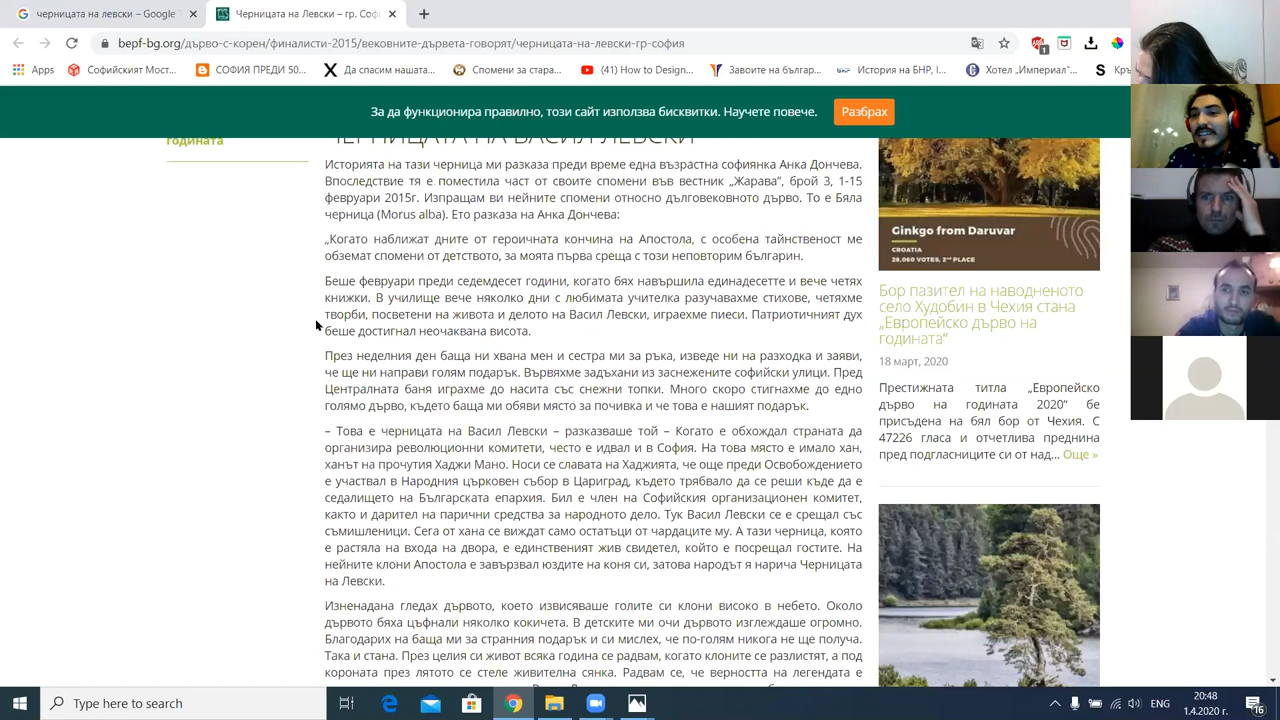 черницата на левски – Google T
Черницата на Левски – гр. Соф
bepf-bg.org/дърво-с-корен/финалисти-2015/вековните-дървета-говорят/черницата-на-левски-гр-софия
Apps
Софийският Мост...
СОФИЯ ПРЕДИ 50...
Да спасим нашата...
Спомени за стара...
(41) How to Design...
Завоите на българ...
История на БНР, I...
Хотел „Империал"...
Кръ
За да функционира правилно, този сайт използва бисквитки. Научете повече.
Разбрах
годината
ЧЕРНИЦАТА НА ВАСИЛ ЛЕВСКИ
Историята на тази черница ми разказа преди време една възрастна софиянка Анка Дончева.
Впоследствие тя е поместила част от своите спомени във вестник „Жарава", брой 3, 1-15
февруари 2015г. Изпращам ви нейните спомени относно дълговековното дърво. То е Бяла
черница (Morus alba). Ето разказа на Анка Дончева:
„Когато наближат дните от героичната кончина на Апостола, с особена тайнственост ме
обземат спомени от детството, за моята първа среща с този неповторим българин.
Беше февруари преди седемдесет години, когато бях навършила единадесетте и вече четях
книжки. В училище вече няколко дни с любимата учителка разучавахме стихове, четяхме
творби, посветени на живота и делото на Васил Левски, играехме пиеси. Патриотичният дух
беше достигнал неочаквана висота.
През неделния ден баща ни хвана мен и сестра ми за ръка, изведе ни на разходка и заяви,
че ще ни направи голям подарък. Вървяхме задъхани из заснежените софийски улици. Пред
Централната баня играхме до насита със снежни топки. Много скоро стигнахме до едно
голямо дърво, където баща ми обяви място за почивка и че това е нашият подарък.
– Това е черницата на Васил Левски – разказваше той – Когато е обхождал страната да
организира революционни комитети, често е идвал и в София. На това място е имало хан,
ханът на прочутия Хаджи Мано. Носи се славата на Хаджията, че още преди Освобождението
е участвал в Народния църковен събор в Цариград, където трябвало да се реши къде да е
седалището на Българската епархия. Бил е член на Софийския организационен комитет,
както и дарител на парични средства за народното дело. Тук Васил Левски се е срещал със
съмишленици. Сега от хана се виждат само остатъци от чардаците му. А тази черница, която
е растяла на входа на двора, е единственият жив свидетел, който е посрещал гостите. На
нейните клони Апостола е завързвал юздите на коня си, затова народът я нарича Черницата
на Левски.
Изненадана гледах дървото, което извисяваше голите си клони високо в небето. Около
дървото бяха цъфнали няколко кокичета. В детските ми очи дървото изглеждаше огромно.
Благодарих на баща ми за странния подарък и си мислех, че по-голям никога не ще получа.
Така и стана. През целия си живот всяка година се радвам, когато клоните се разлистят, а под
короната през лятото се стеле живителна сянка. Радвам се, че верността на легендата е
Ginkgo from Daruvar
CROATIA
28,060 VOTES, 2ND PLACE
Бор пазител на наводненото
село Худобин в Чехия стана
„Европейско дърво на
годината"
18 март, 2020
Престижната титла „Европейско
дърво на годината 2020" бе
присъдена на бял бор от Чехия. С
47226 гласа и отчетлива преднина
пред подгласниците си от над... Още »
Type here to search
ENG
20:48
1.4.2020 г.
16